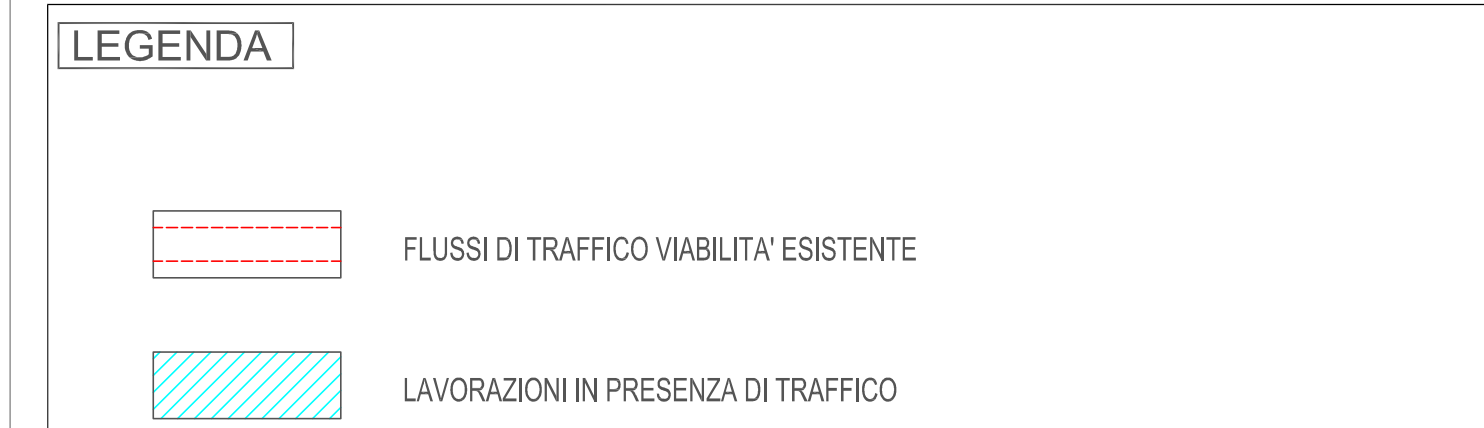 LEGENDA
FLUSSI DI TRAFFICO VIABILITA' ESISTENTE
LAVORAZIONI IN PRESENZA DI TRAFFICO